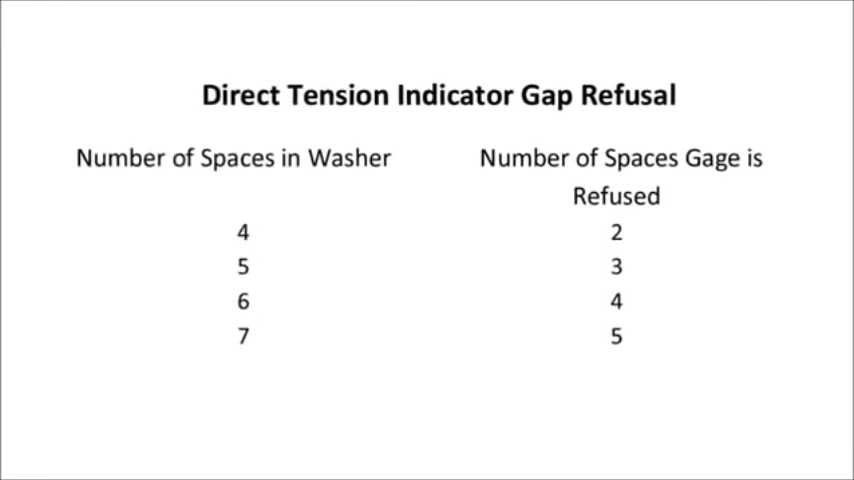 Direct Tension Indicator Gap Refusal
Number of Spaces in Washer Number of Spaces Gage is
Refused
4 2
5 3
6 4
7 5